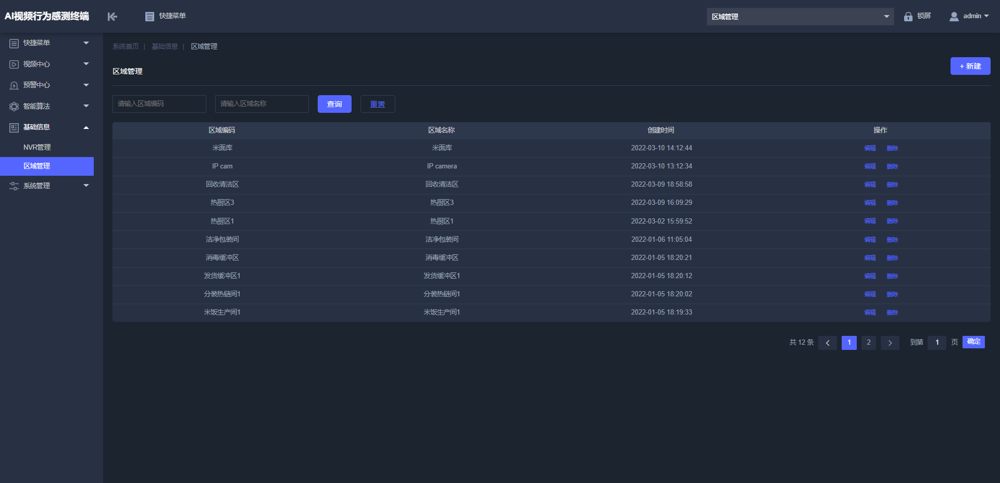 AI视频行为感测终端
快捷菜单
区域管理
锁屏
admin
快捷菜单
视频中心
预警中心
智能算法
基础信息
NVR管理
区域管理
系统管理
系统首页 | 基础信息 | 区域管理
区域管理
+ 新建
请输入区域编码
请输入区域名称
查询
重置
区域编码 区域名称 创建时间 操作
米面库 米面库 2022-03-10 14:12:44 编辑 删除
IP cam IP camera 2022-03-10 13:12:34 编辑 删除
回收清洁区 回收清洁区 2022-03-09 18:58:58 编辑 删除
热厨区3 热厨区3 2022-03-09 16:09:29 编辑 删除
热厨区1 热厨区1 2022-03-02 15:59:52 编辑 删除
洁净包装间 洁净包装间 2022-01-06 11:05:04 编辑 删除
消毒缓冲区 消毒缓冲区 2022-01-05 18:20:21 编辑 删除
发货缓冲区1 发货缓冲区1 2022-01-05 18:20:12 编辑 删除
分装热链间1 分装热链间1 2022-01-05 18:20:02 编辑 删除
米饭生产间1 米饭生产间1 2022-01-05 18:19:33 编辑 删除
共 12 条 1 2 到第 1 页 确定